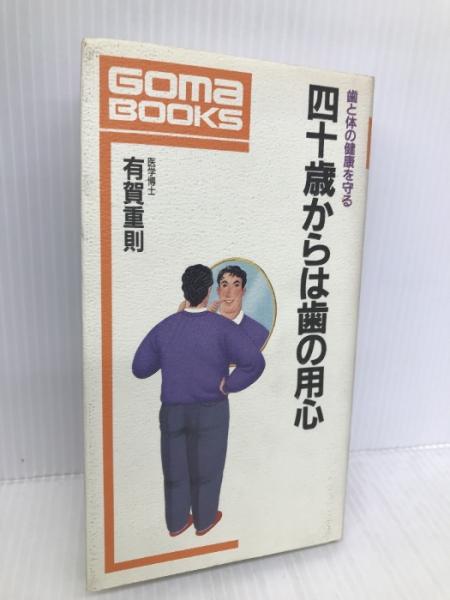 GOMA
BOOKS
歯と体の健康を守る
四十歳からは歯の用心
医学博士
有賀重則